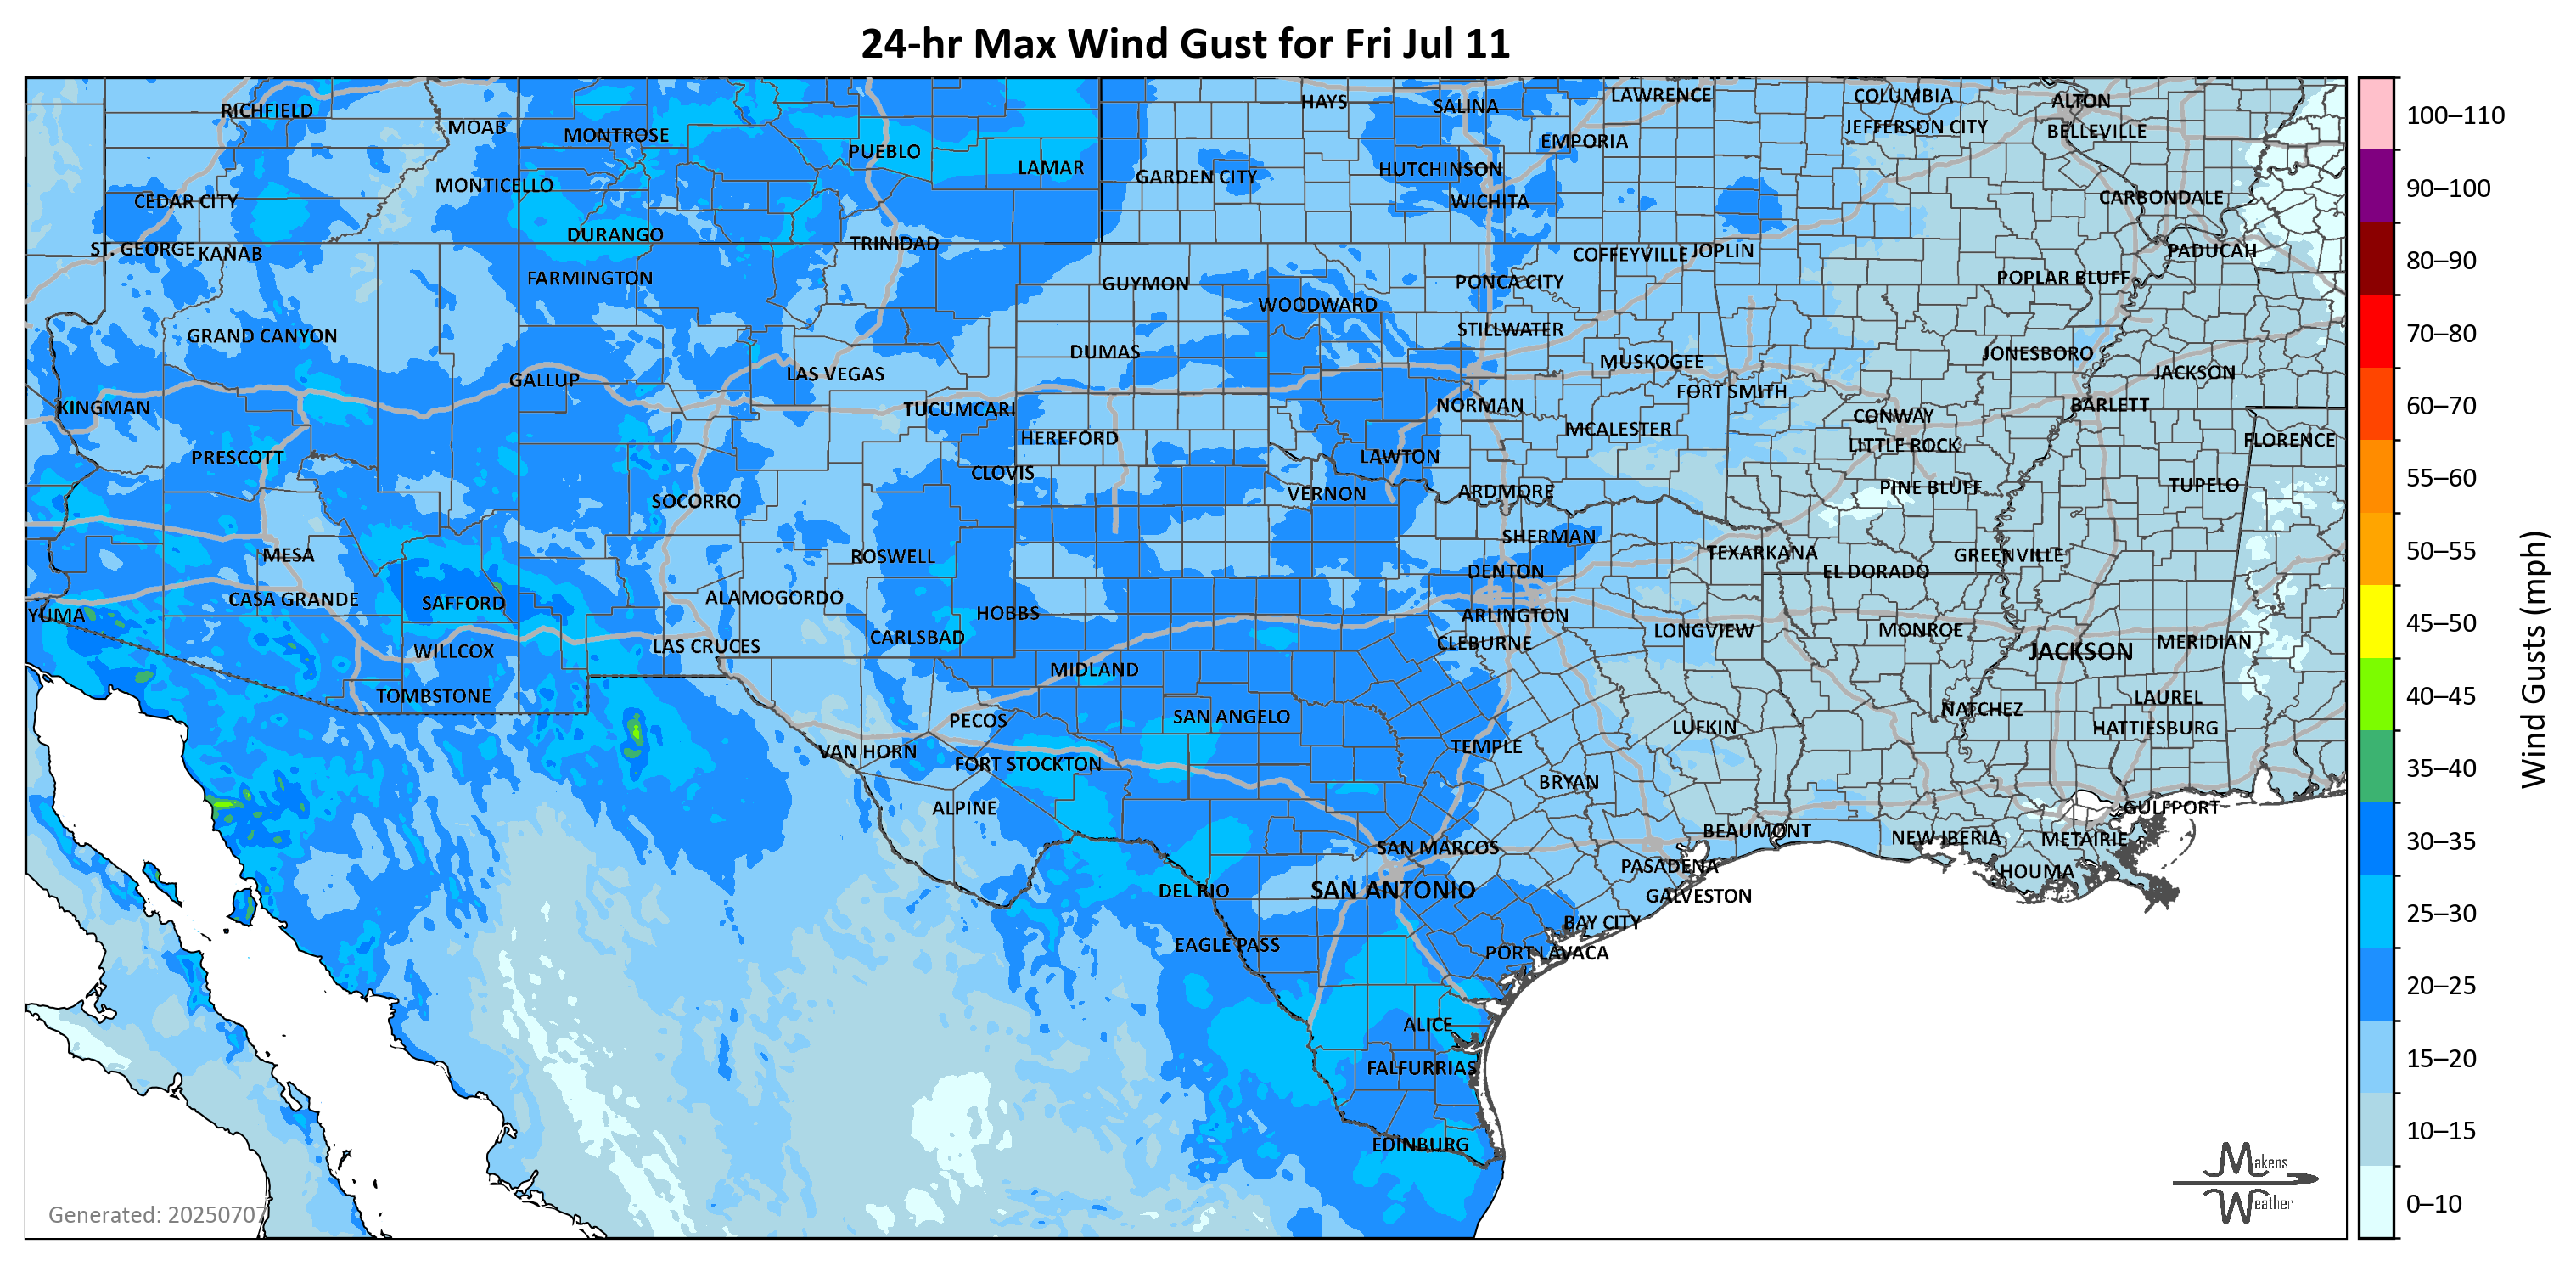 24-hr Max Wind Gust for Fri Jul 11
RICHFIELD
MOAB
MONTROSE
PUEBLO
LAMAR
HAYS
SALINA
LAWRENCE
COLUMBIA
ALTON
EMPORIA
JEFFERSON CITY
BELLEVILLE
GARDEN CITY
HUTCHINSON
WICHITA
CARBONDALE
CEDAR CITY
MONTICELLO
DURANGO
TRINIDAD
ST. GEORGE
KANAB
FARMINGTON
GUYMON
WOODWARD
PONCA CITY
COFFEYVILLE
JOPLIN
POPLAR BLUFF
PADUCAH
GRAND CANYON
DUMAS
STILLWATER
MUSKOGEE
JONESBORO
JACKSON
GALLUP
LAS VEGAS
FORT SMITH
KINGMAN
TUCUMCARI
NORMAN
CONWAY
BARLETT
PRESCOTT
HEREFORD
CLOVIS
LAWTON
MCALESTER
LITTLE ROCK
FLORENCE
SOCORRO
VERNON
ARDMORE
PINE BLUFF
TUPELO
MESA
ROSWELL
SHERMAN
TEXARKANA
GREENVILLE
DENTON
EL DORADO
YUMA
CASA GRANDE
SAFFORD
ALAMOGORDO
HOBBS
ARLINGTON
WILLCOX
LAS CRUCES
CARLSBAD
CLEBURNE
LONGVIEW
MONROE
JACKSON
MERIDIAN
TOMBSTONE
MIDLAND
LAUREL
PECOS
SAN ANGELO
NATCHEZ
HATTIESBURG
VAN HORN
FORT STOCKTON
TEMPLE
LUFKIN
ALPINE
BRYAN
GULFPORT
SAN MARCOS
BEAUMONT
NEW IBERIA
METAIRIE
DEL RIO
SAN ANTONIO
PASADENA
HOUMA
GALVESTON
EAGLE PASS
BAY CITY
PORT LAVACA
ALICE
FALFURRIAS
EDINBURG
Generated: 20250707
Makens
Weather
100–110
90–100
80–90
70–80
60–70
55–60
50–55
45–50
40–45
35–40
30–35
25–30
20–25
15–20
10–15
0–10
Wind Gusts (mph)